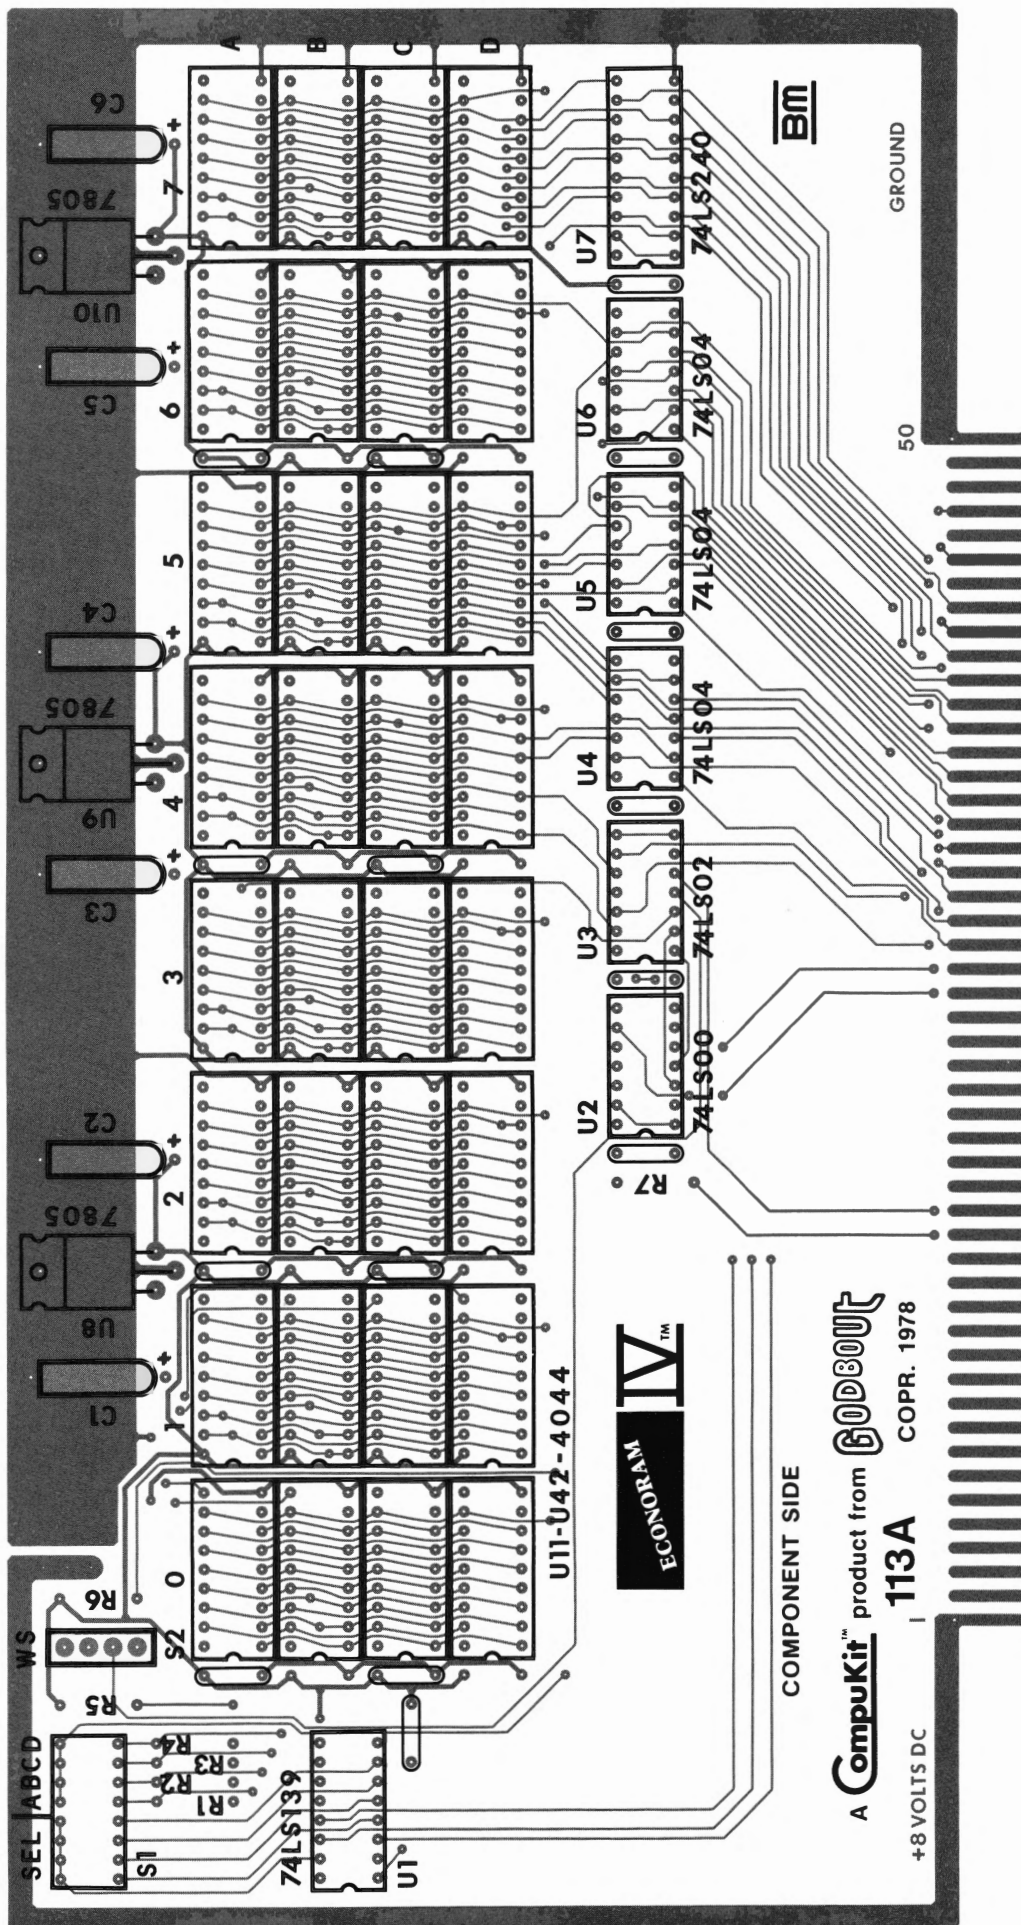 A
B
C
D
C6
+
7805
7
U10
C5
+
6
5
C4
+
7805
4
U9
C3
+
3
C2
+
7805
2
U8
C1
+
1
0
S2
R6
WS
R5
SEL ABCD
S1
R4
R3
R2
R1
74LS139
U1
U7
74LS240
U6
74LS04
U5
74LS04
U4
74LS04
U3
74LS02
U2
74LS00
R7
U11-U42-4044
Bm
GROUND
50
ECONORAM IV™
COMPONENT SIDE
A CompuKit™ product from GODBOUT
113A COPR. 1978
1
+8 VOLTS DC